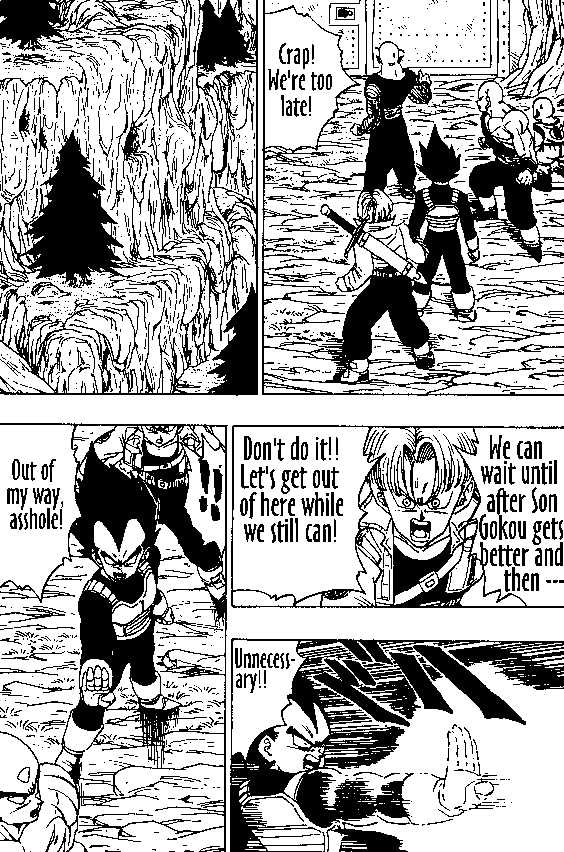 Crap!
We're too
late!
Out of
my way,
asshole!
Don't do it!!
Let's get out
of here while
we still can!
We can
wait until
after Son
Gokou gets
better and
then ---
Unnecess-
ary!!